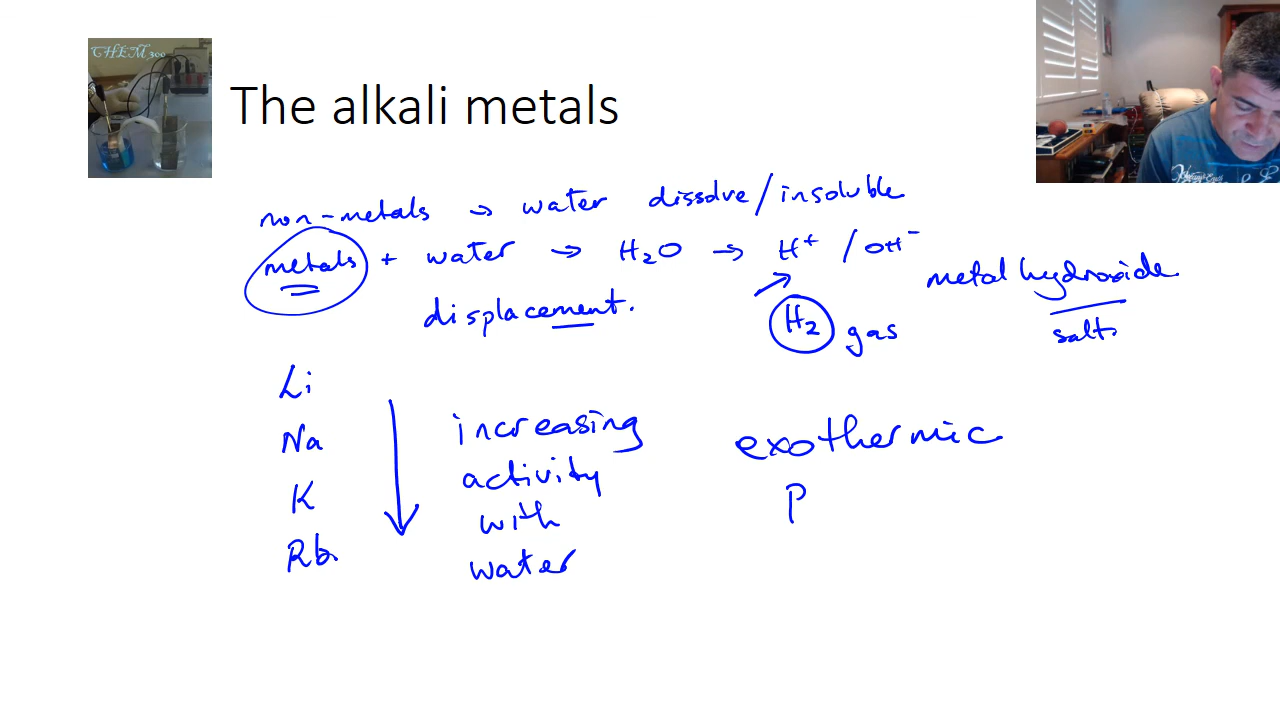 CHEM 300
The alkali metals
non-metals → water dissolve/insoluble
metals + water → H2O → H+ / OH-
metal hydroxide
displacement.
H2 gas
salts
Li
Na
K
Rb
increasing
activity
with
water
exothermic
P